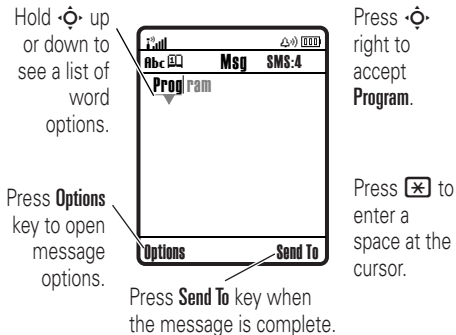 Hold up
or down to
see a list of
word
options.
Press
right to
accept
Program.
Abc Msg SMS:4
Program
Press Options
key to open
message
options.
Press * to
enter a
space at the
cursor.
Options Send To
Press Send To key when
the message is complete.